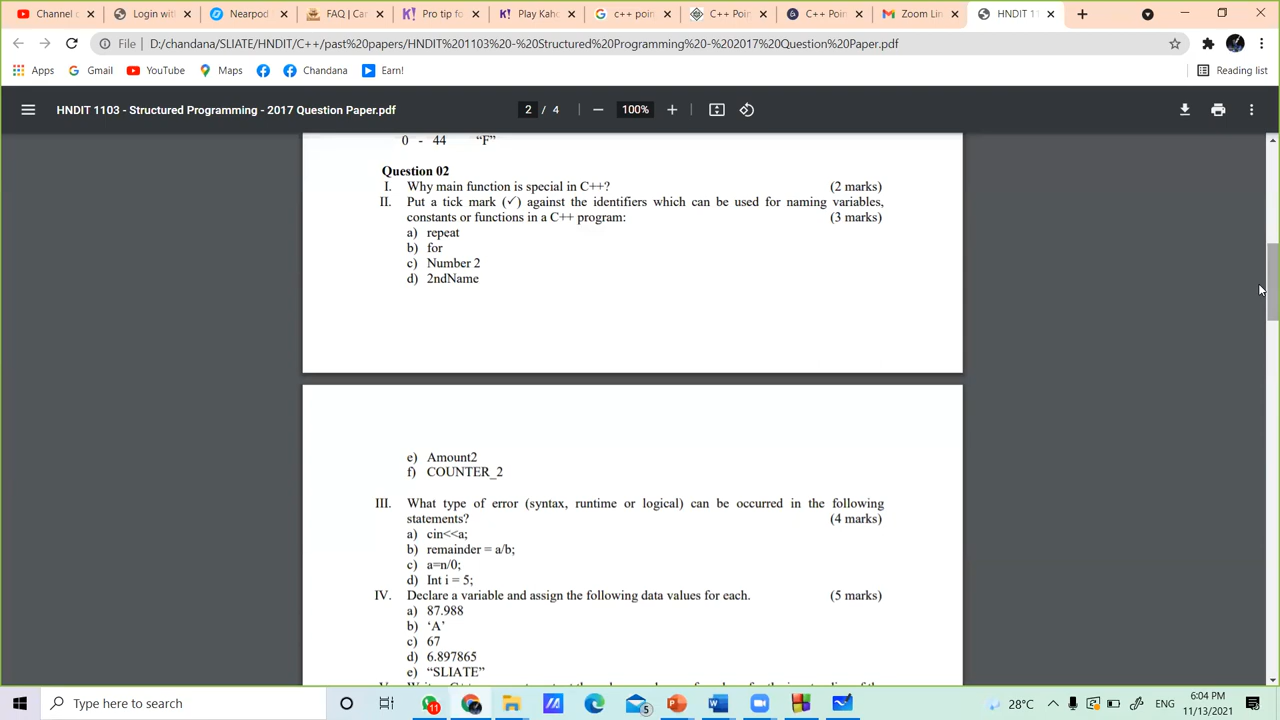 Channel c
Login with
Nearpod
FAQ | Car
Pro tip fo
Play Kaho
c++ poin
C++ Poin
C++ Poin
Zoom Lin
HNDIT 11
File | D:/chandana/SLIATE/HNDIT/C++/past%20papers/HNDIT%201103%20-%20Structured%20Programming%20-%202017%20Question%20Paper.pdf
Apps
Gmail
YouTube
Maps
Chandana
Earn!
Reading list
HNDIT 1103 - Structured Programming - 2017 Question Paper.pdf
2 / 4
100%
0 - 44 “F”
Question 02
I. Why main function is special in C++? (2 marks)
II. Put a tick mark (✓) against the identifiers which can be used for naming variables,
constants or functions in a C++ program: (3 marks)
a) repeat
b) for
c) Number 2
d) 2ndName
e) Amount2
f) COUNTER_2
III. What type of error (syntax, runtime or logical) can be occurred in the following
statements? (4 marks)
a) cin<<a;
b) remainder = a/b;
c) a=n/0;
d) Int i = 5;
IV. Declare a variable and assign the following data values for each. (5 marks)
a) 87.988
b) ‘A’
c) 67
d) 6.897865
e) “SLIATE”
Type here to search
11
5
28°C
ENG
6:04 PM
11/13/2021